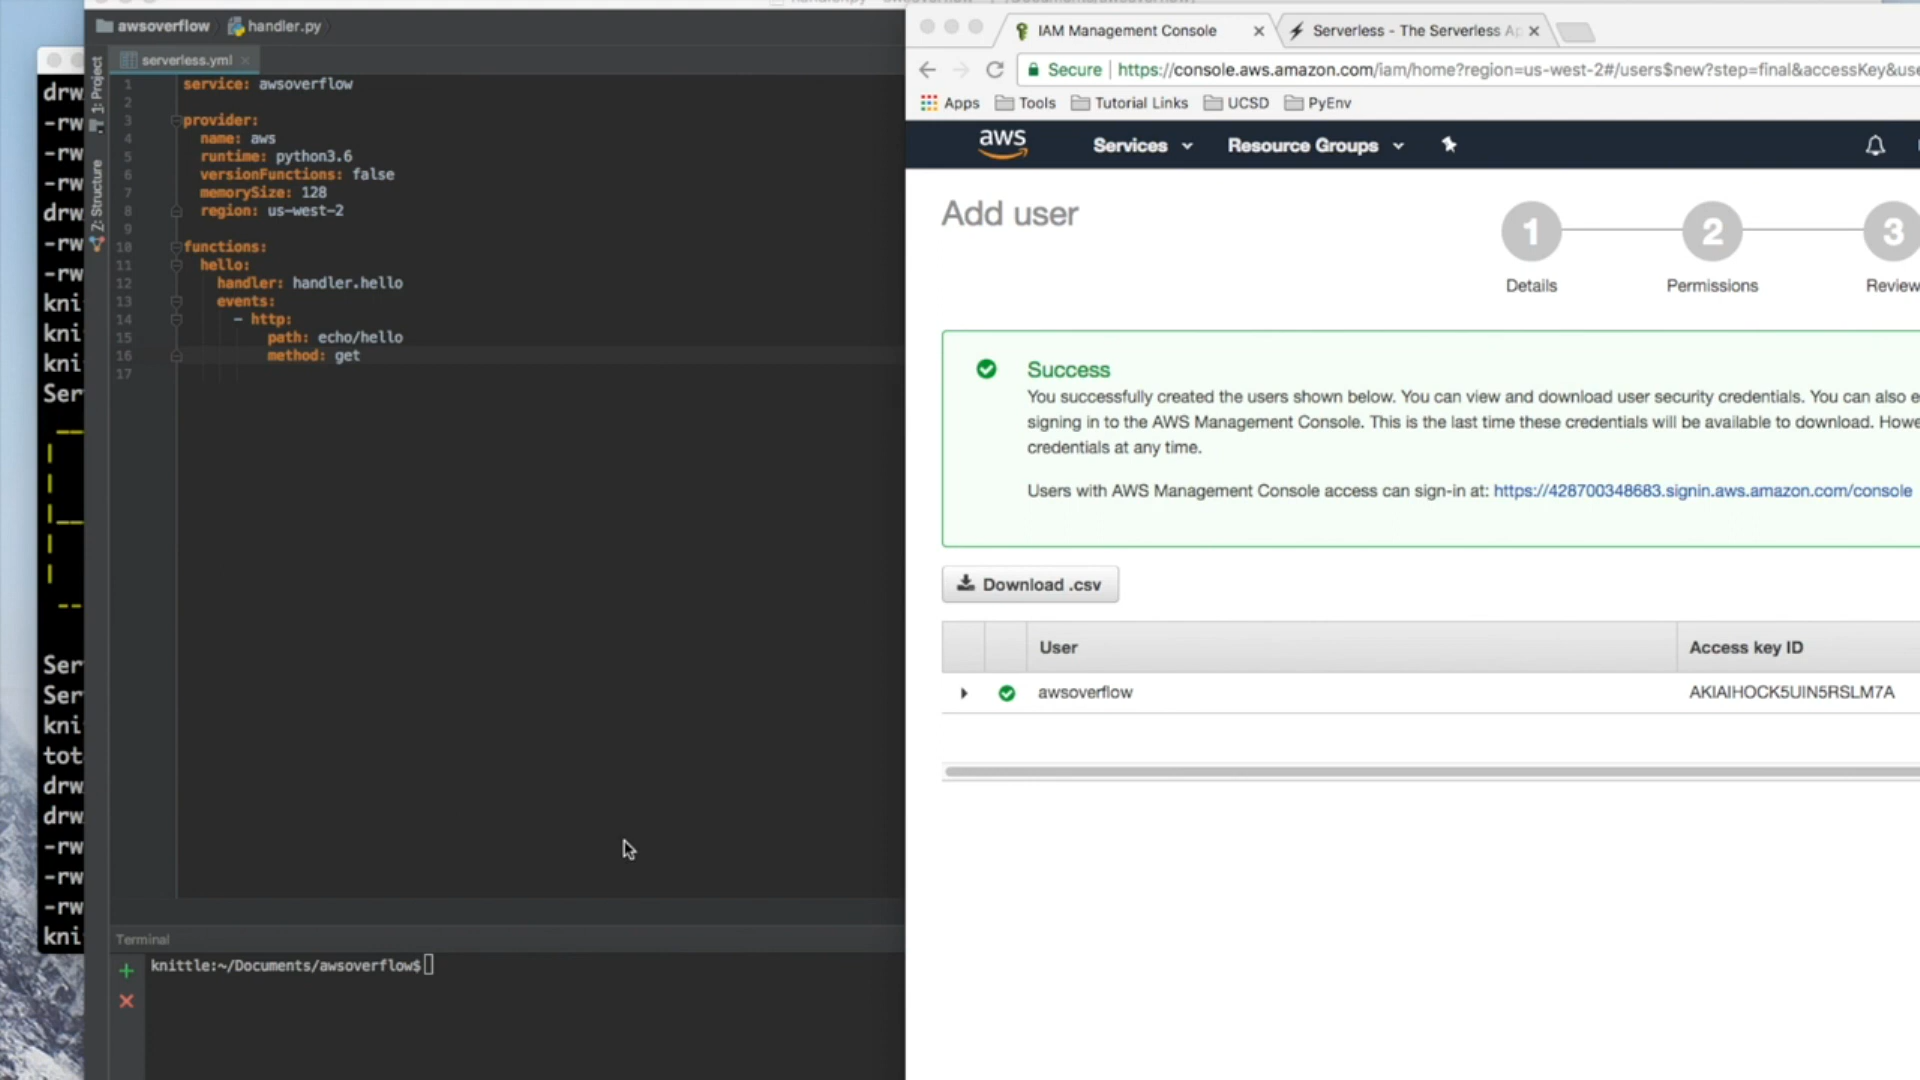 awsoverflow
handler.py
serverless.yml
1: Project
Z: Structure
1 service: awsoverflow
2
3 provider:
4 name: aws
5 runtime: python3.6
6 versionFunctions: false
7 memorySize: 128
8 region: us-west-2
9
10 functions:
11 hello:
12 handler: handler.hello
13 events:
14 - http:
15 path: echo/hello
16 method: get
17
Terminal
knittle:~/Documents/awsoverflow$
drw
-rw
-rw
-rw
drw
-rw
-rw
kni
kni
kni
Ser
Ser
Ser
kni
tot
drw
drw
-rw
-rw
-rw
kni
IAM Management Console
Serverless - The Serverless Ap
Secure | https://console.aws.amazon.com/iam/home?region=us-west-2#/users$new?step=final&accessKey&use
Apps
Tools
Tutorial Links
UCSD
PyEnv
aws
Services
Resource Groups
Add user
1
2
3
Details
Permissions
Review
Success
You successfully created the users shown below. You can view and download user security credentials. You can also e
signing in to the AWS Management Console. This is the last time these credentials will be available to download. Howe
credentials at any time.
Users with AWS Management Console access can sign-in at: https://428700348683.signin.aws.amazon.com/console
Download .csv
User
Access key ID
awsoverflow
AKIAIHOCK5UIN5RSLM7A